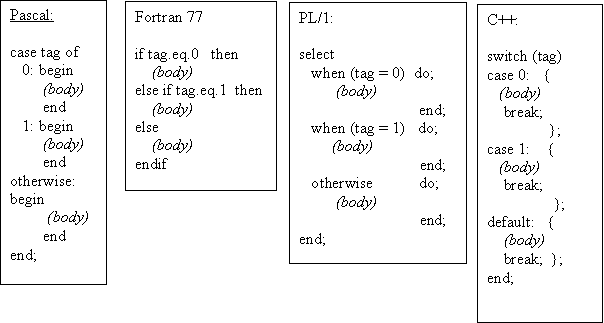 Pascal:
case tag of
0: begin
(body)
end
1: begin
(body)
end
otherwise:
begin
(body)
end
end;
Fortran 77
if tag.eq.0 then
(body)
else if tag.eq.1 then
(body)
else
(body)
endif
PL/1:
select
when (tag = 0) do;
(body)
end;
when (tag = 1) do;
(body)
end;
otherwise do;
(body)
end;
end;
C++:
switch (tag)
case 0: {
(body)
break;
};
case 1: {
(body)
break;
};
default: {
(body)
break; };
end;